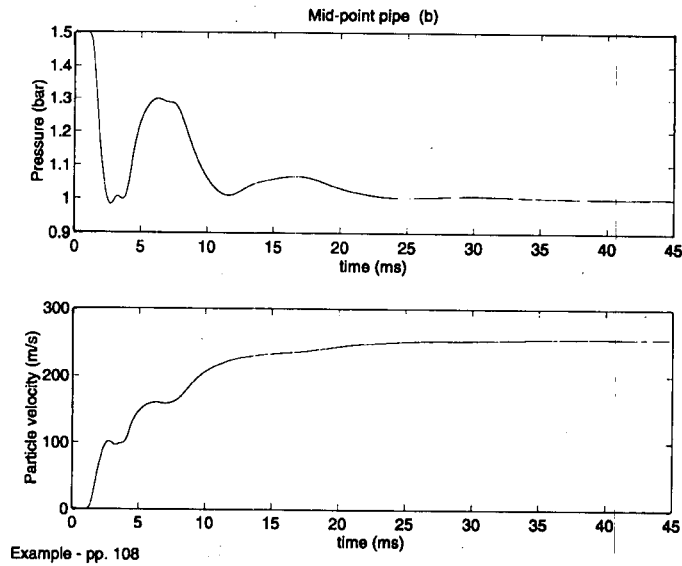 Mid-point pipe (b)
1.5
1.4
1.3
1.2
1.1
1
0.9
Pressure (bar)
0 5 10 15 20 25 30 35 40 45
time (ms)
300
200
100
0
Particle velocity (m/s)
0 5 10 15 20 25 30 35 40 45
time (ms)
Example - pp. 108